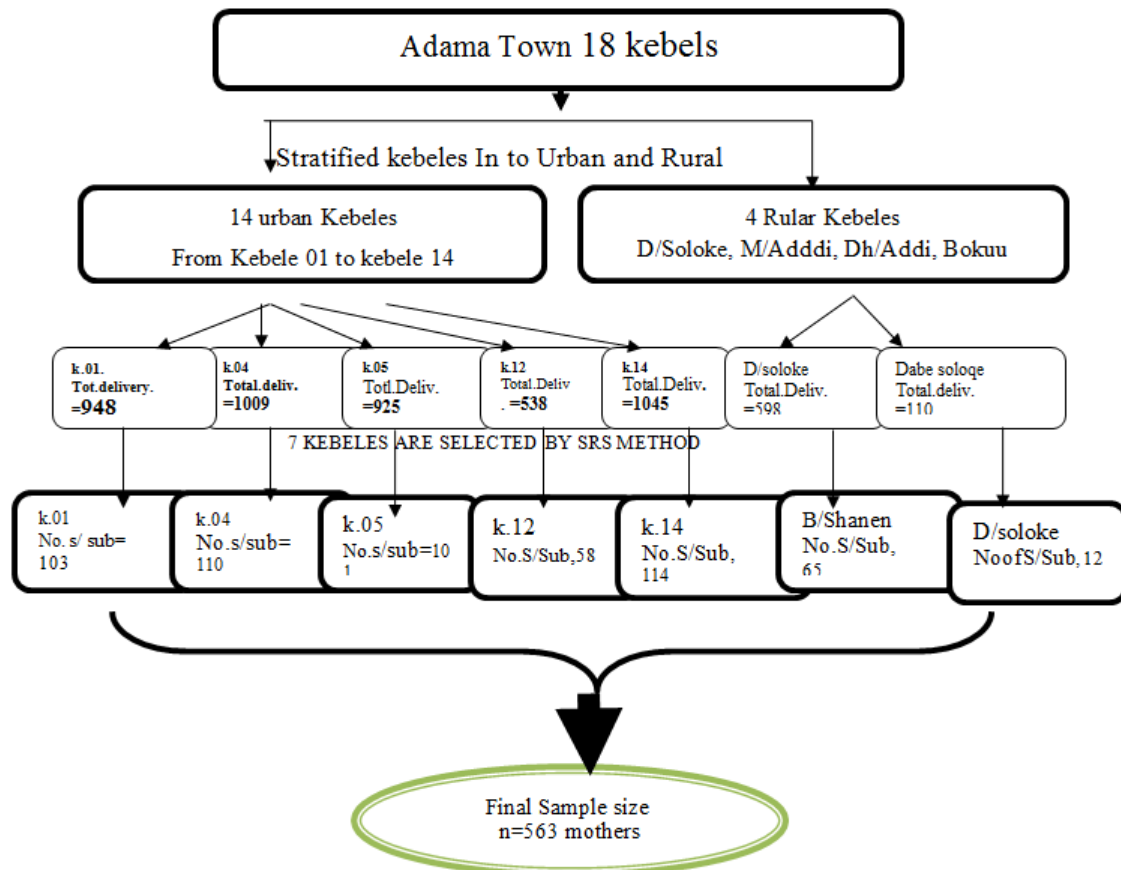 Adama Town 18 kebels
Stratified kebeles In to Urban and Rural
14 urban Kebeles
From Kebele 01 to kebele 14
4 Rular Kebeles
D/Soloke, M/Adddi, Dh/Addi, Bokuu
k.01.
Tot.delivery.
=948
k.04
Total.deliv.
=1009
k.05
Totl.Deliv.
=925
k.12
Total.Deliv
. =538
k.14
Total.Deliv.
=1045
D/soloke
Total.Deliv.
=598
Dabe soloqe
Total.deliv.
=110
7 KEBELES ARE SELECTED BY SRS METHOD
k.01
No. s/ sub=
103
k.04
No.s/sub=
110
k.05
No.s/sub=10
1
k.12
No.S/Sub,58
k.14
No.S/Sub,
114
B/Shanen
No.S/Sub,
65
D/soloke
NoofS/Sub,12
Final Sample size
n=563 mothers